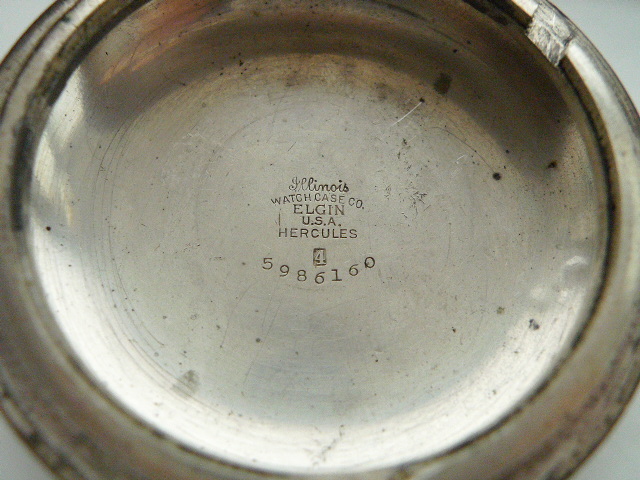 Illinois
WATCH CASE CO.
ELGIN
U.S.A.
HERCULES
4
5986160